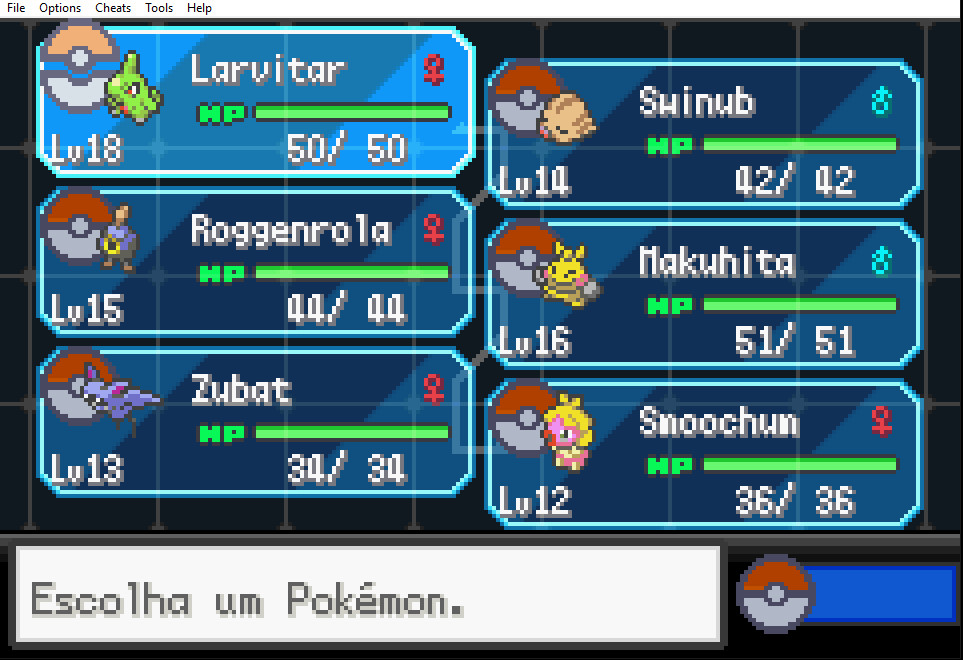 File Options Cheats Tools Help
Larvitar ♀
HP
Lv18 50/ 50
Swinub ♂
HP
Lv14 42/ 42
Roggenrola ♀
HP
Lv15 44/ 44
Makuhita ♂
HP
Lv16 51/ 51
Zubat ♀
HP
Lv13 34/ 34
Smoochum ♀
HP
Lv12 36/ 36
Escolha um Pokémon.